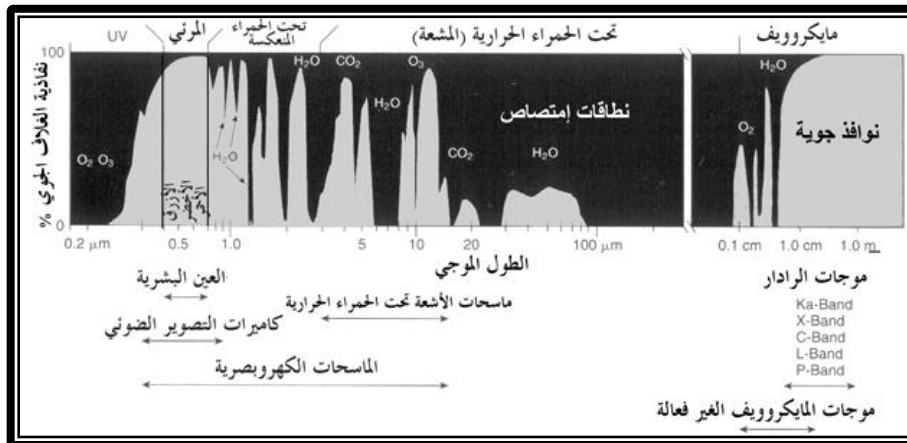 UV
المرئي
تحت الحمراء
المنعكسة
تحت الحمراء الحرارية (المشعة)
مايكروويف
100
50
0
نفاذية الغلاف الجوي %
O₂ O₃
H₂O
H₂O
CO₂
H₂O
O₃
CO₂
H₂O
نطاقات إمتصاص
O₂
H₂O
نوافذ جوية
الازرق
الأخضر
الأحمر
0.2 µm
0.5
1.0
5
10
20
100 µm
0.1 cm
1.0 cm
1.0 m
الطول الموجي
العين البشرية
كاميرات التصوير الضوئي
ماسحات الأشعة تحت الحمراء الحرارية
الماسحات الكهروبصرية
موجات الرادار
Ka-Band
X-Band
C-Band
L-Band
P-Band
موجات المايكروويف الغير فعالة